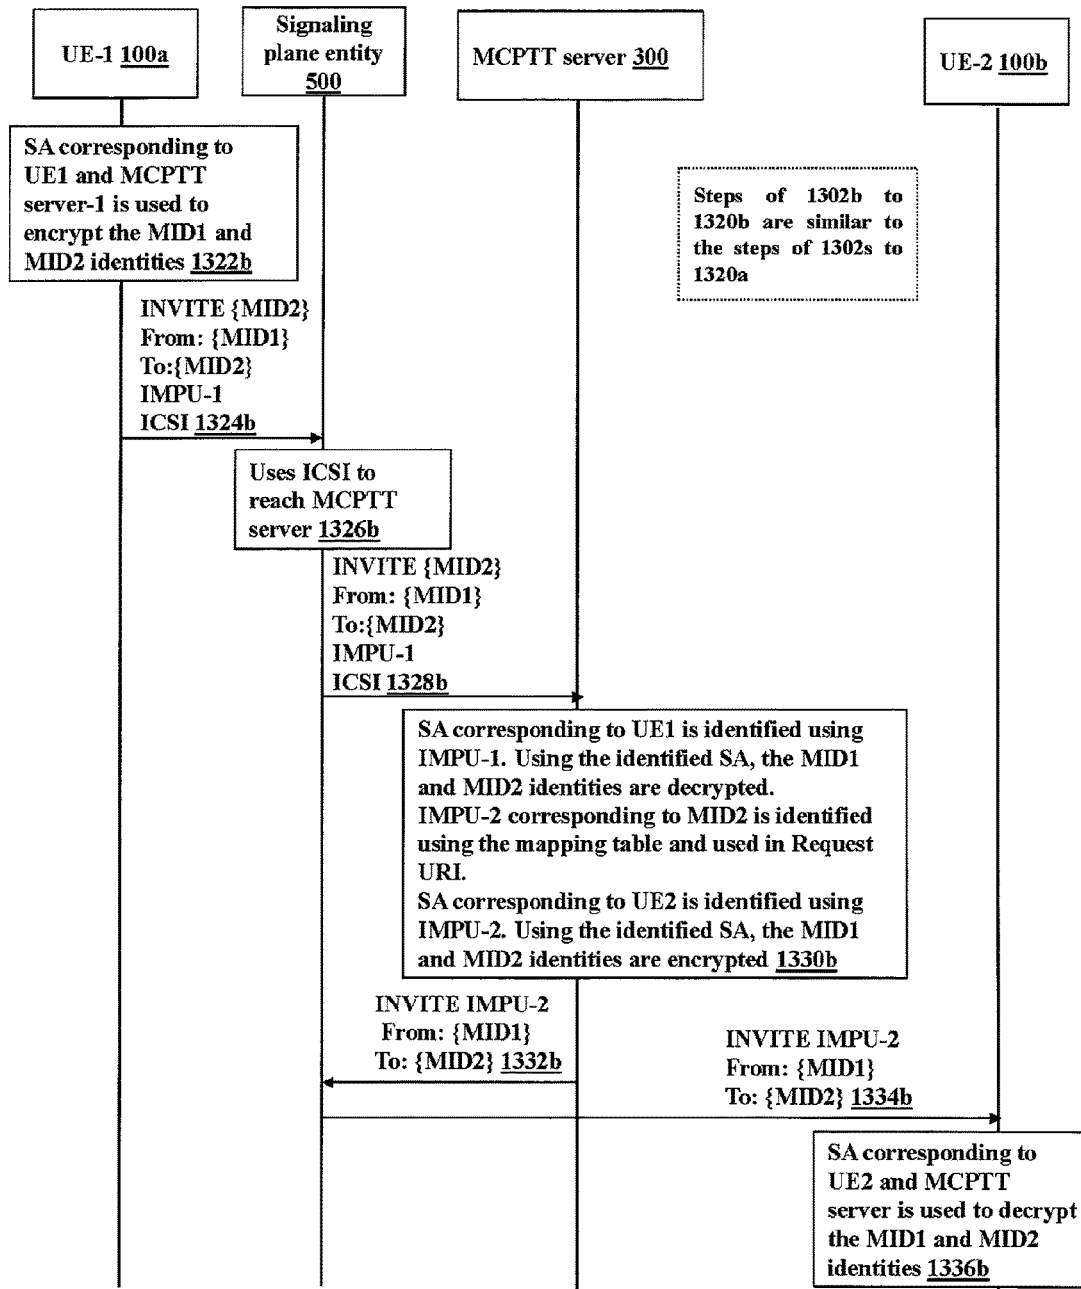 UE-1 100a
Signaling
plane entity
500
MCPTT server 300
UE-2 100b
SA corresponding to
UE1 and MCPTT
server-1 is used to
encrypt the MID1 and
MID2 identities 1322b
Steps of 1302b to
1320b are similar to
the steps of 1302s to
1320a
INVITE {MID2}
From: {MID1}
To:{MID2}
IMPU-1
ICSI 1324b
Uses ICSI to
reach MCPTT
server 1326b
INVITE {MID2}
From: {MID1}
To:{MID2}
IMPU-1
ICSI 1328b
SA corresponding to UE1 is identified using
IMPU-1. Using the identified SA, the MID1
and MID2 identities are decrypted.
IMPU-2 corresponding to MID2 is identified
using the mapping table and used in Request
URI.
SA corresponding to UE2 is identified using
IMPU-2. Using the identified SA, the MID1
and MID2 identities are encrypted 1330b
INVITE IMPU-2
From: {MID1}
To: {MID2} 1332b
INVITE IMPU-2
From: {MID1}
To: {MID2} 1334b
SA corresponding to
UE2 and MCPTT
server is used to decrypt
the MID1 and MID2
identities 1336b